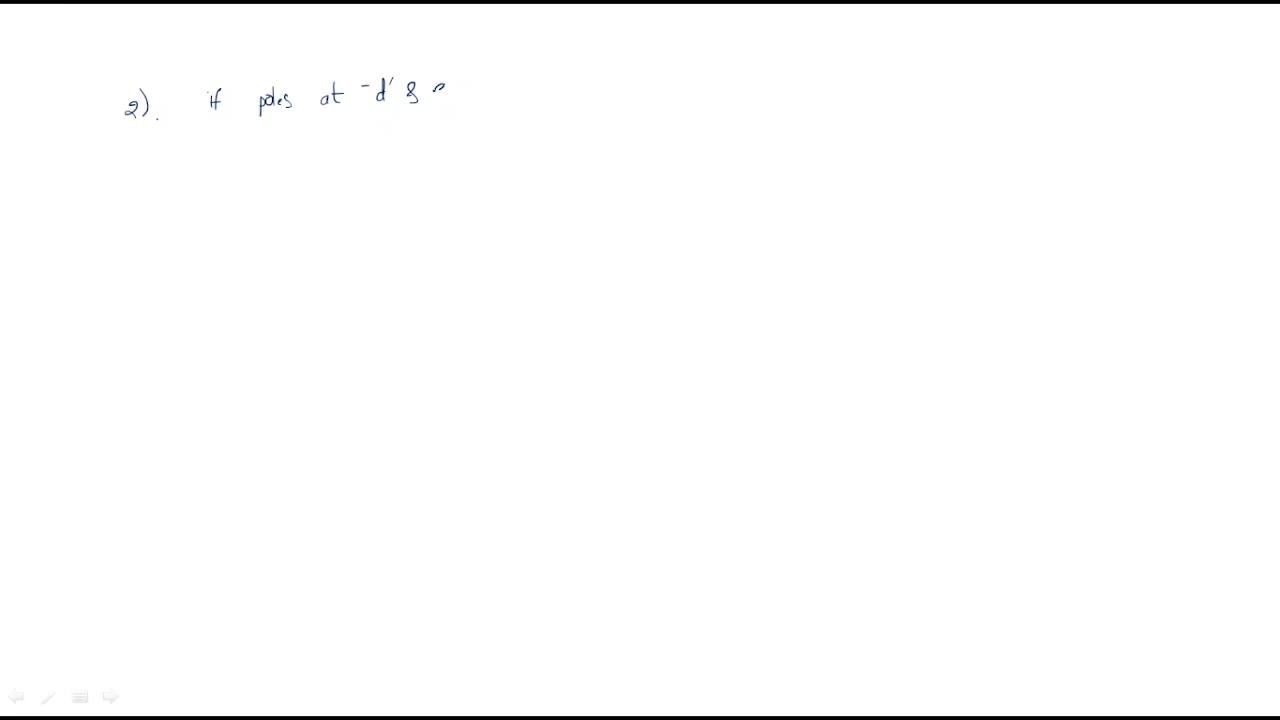 2). if poles at -d' &